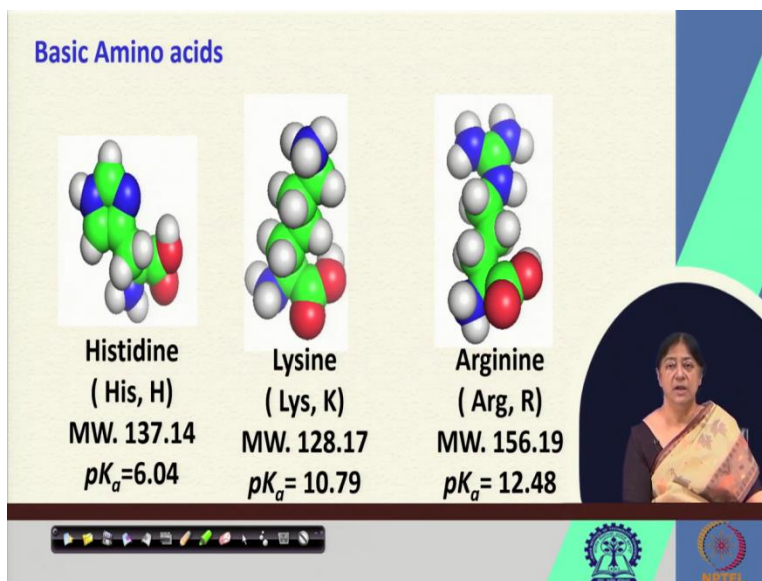 Basic Amino acids
Histidine
( His, H)
MW. 137.14
pKa=6.04
Lysine
( Lys, K)
MW. 128.17
pKa= 10.79
Arginine
( Arg, R)
MW. 156.19
pKa= 12.48
NPTEL